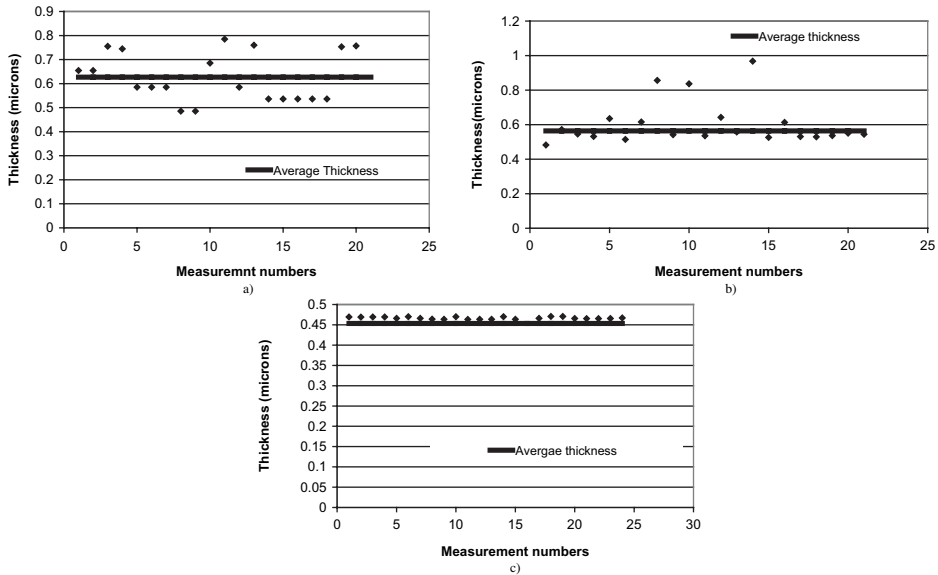 0.9
0.8
0.7
0.6
0.5
0.4
0.3
0.2
0.1
0
Thickness (microns)
Average Thickness
0 5 10 15 20 25
Measuremnt numbers
a)
1.2
1
0.8
0.6
0.4
0.2
0
Thickness(microns)
Average thickness
0 5 10 15 20 25
Measurement numbers
b)
0.5
0.45
0.4
0.35
0.3
0.25
0.2
0.15
0.1
0.05
0
Thickness (microns)
Avergae thickness
0 5 10 15 20 25 30
Measurement numbers
c)